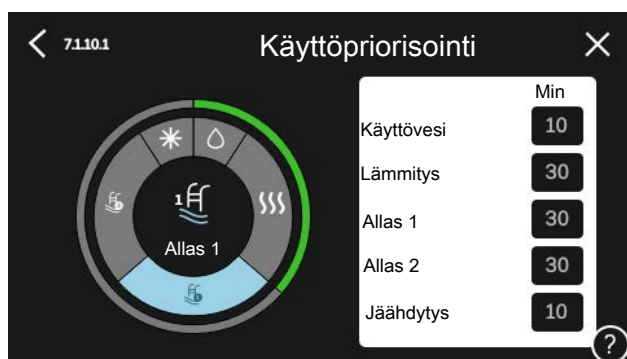 7.1.10.1 Käyttöpriorisointi
Min
Käyttövesi 10
Lämmitys 30
Allas 1 30
Allas 2 30
Jäähdytys 10
1
Allas 1
?